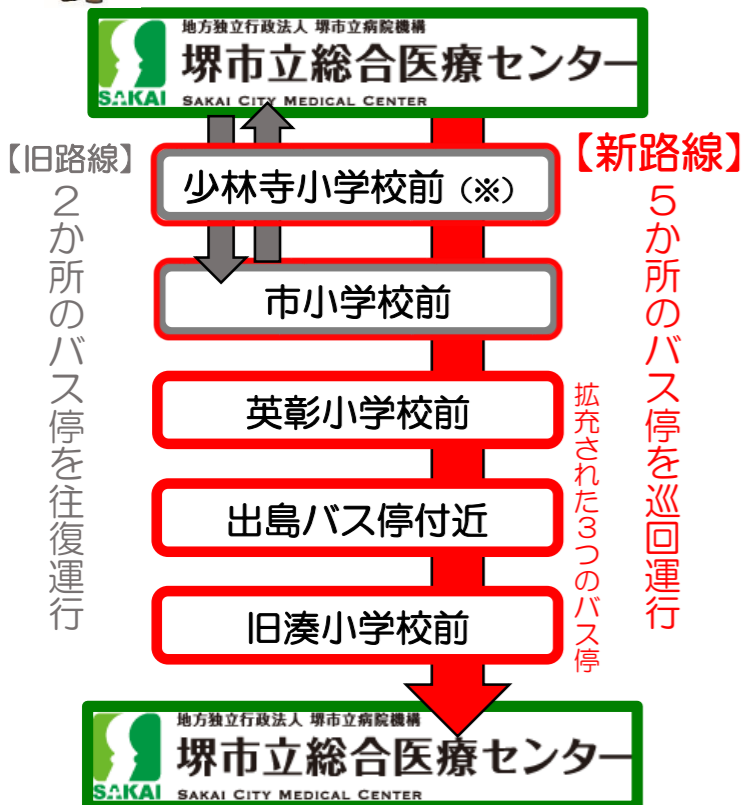 地方独立行政法人 堺市立病院機構
堺市立総合医療センター
SAKAI
SAKAI CITY MEDICAL CENTER
【旧路線】
２か所のバス停を往復運行
【新路線】
５か所のバス停を巡回運行
少林寺小学校前（※）
市小学校前
英彰小学校前
出島バス停付近
旧湊小学校前
拡充された３つのバス停
地方独立行政法人 堺市立病院機構
堺市立総合医療センター
SAKAI
SAKAI CITY MEDICAL CENTER